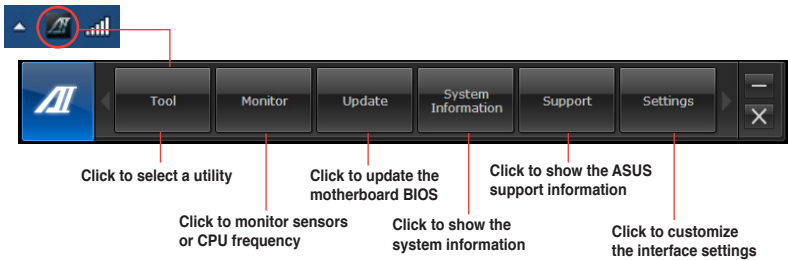 Tool
Monitor
Update
System
Information
Support
Settings
Click to select a utility
Click to update the
motherboard BIOS
Click to show the ASUS
support information
Click to monitor sensors
or CPU frequency
Click to show the
system information
Click to customize
the interface settings